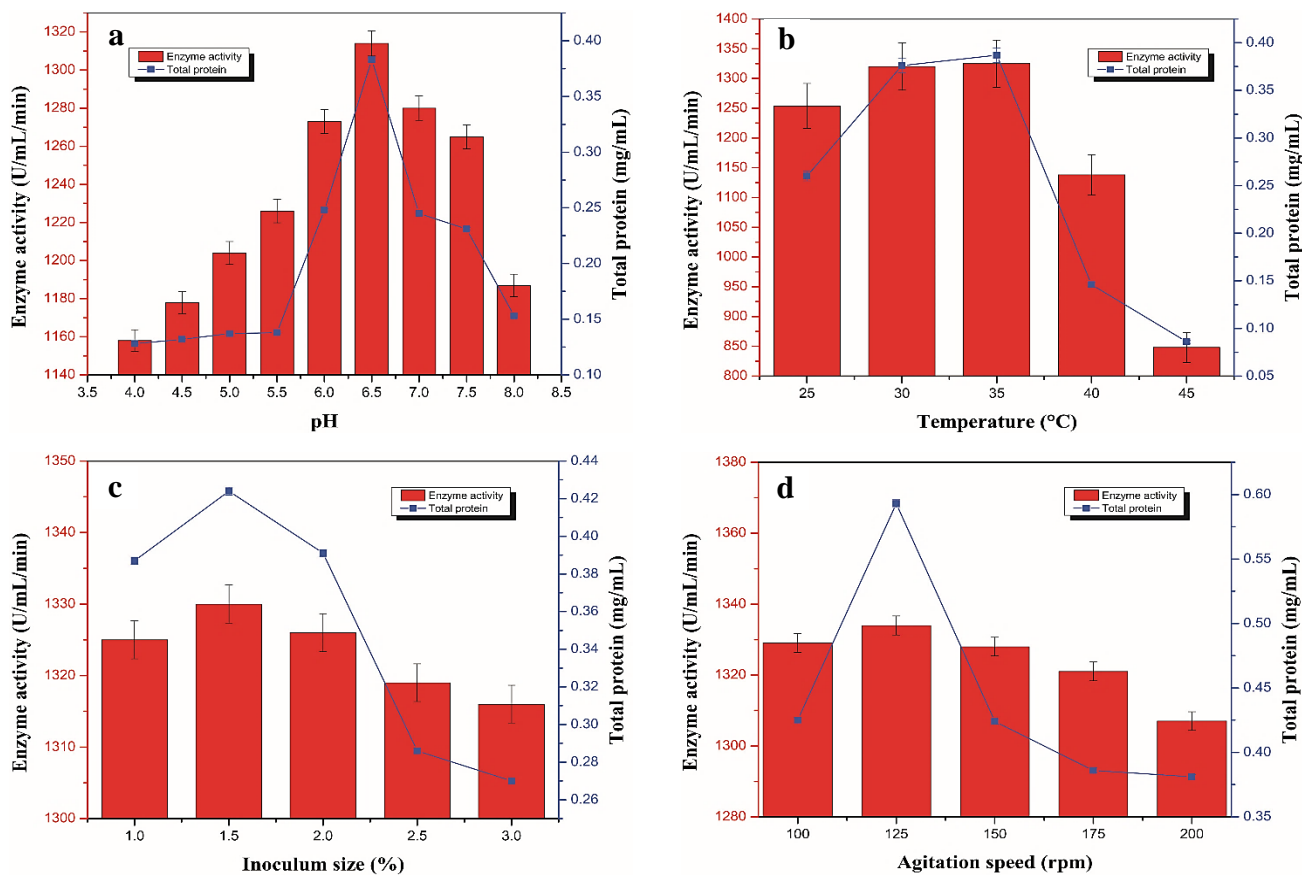 a
Enzyme activity
Total protein
Enzyme activity (U/mL/min)
1140
1160
1180
1200
1220
1240
1260
1280
1300
1320
Total protein (mg/mL)
0.10
0.15
0.20
0.25
0.30
0.35
0.40
3.5 4.0 4.5 5.0 5.5 6.0 6.5 7.0 7.5 8.0 8.5
pH
b
Enzyme activity
Total protein
Enzyme activity (U/mL/min)
800
850
900
950
1000
1050
1100
1150
1200
1250
1300
1350
1400
Total protein (mg/mL)
0.05
0.10
0.15
0.20
0.25
0.30
0.35
0.40
25 30 35 40 45
Temperature (°C)
c
Enzyme activity
Total protein
Enzyme activity (U/mL/min)
1300
1310
1320
1330
1340
1350
Total protein (mg/mL)
0.26
0.28
0.30
0.32
0.34
0.36
0.38
0.40
0.42
0.44
1.0 1.5 2.0 2.5 3.0
Inoculum size (%)
d
Enzyme activity
Total protein
Enzyme activity (U/mL/min)
1280
1300
1320
1340
1360
1380
Total protein (mg/mL)
0.35
0.40
0.45
0.50
0.55
0.60
100 125 150 175 200
Agitation speed (rpm)